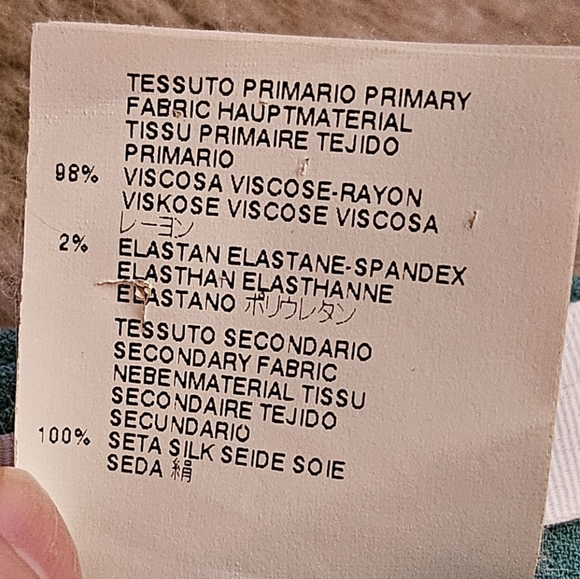 TESSUTO PRIMARIO PRIMARY
FABRIC HAUPTMATERIAL
TISSU PRIMAIRE TEJIDO
PRIMARIO
98% VISCOSA VISCOSE-RAYON
VISKOSE VISCOSE VISCOSA
レーヨン
2% ELASTAN ELASTANE-SPANDEX
ELASTHAN ELASTHANNE
ELASTANO ポリウレタン
TESSUTO SECONDARIO
SECONDARY FABRIC
NEBENMATERIAL TISSU
SECONDAIRE TEJIDO
SECUNDARIO
100% SETA SILK SEIDE SOIE
SEDA 絹